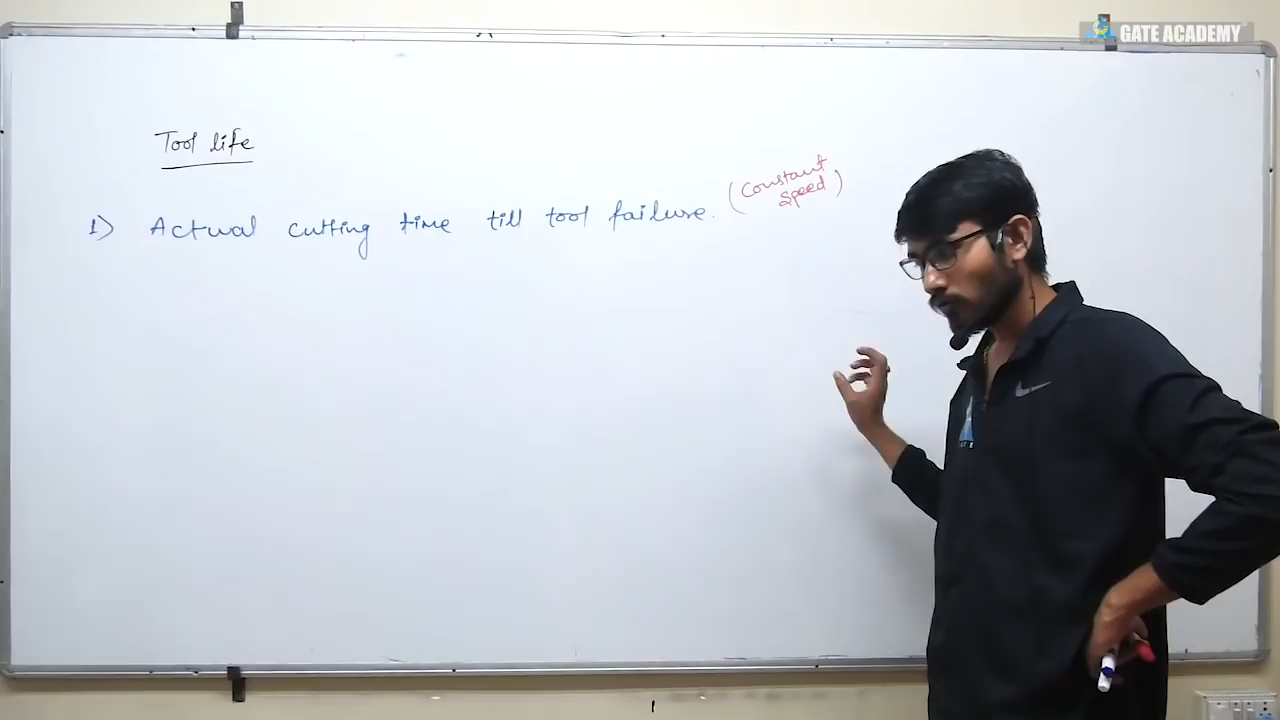 GATE ACADEMY
Tool life
1) Actual cutting time till tool failure. (Constant
Speed)